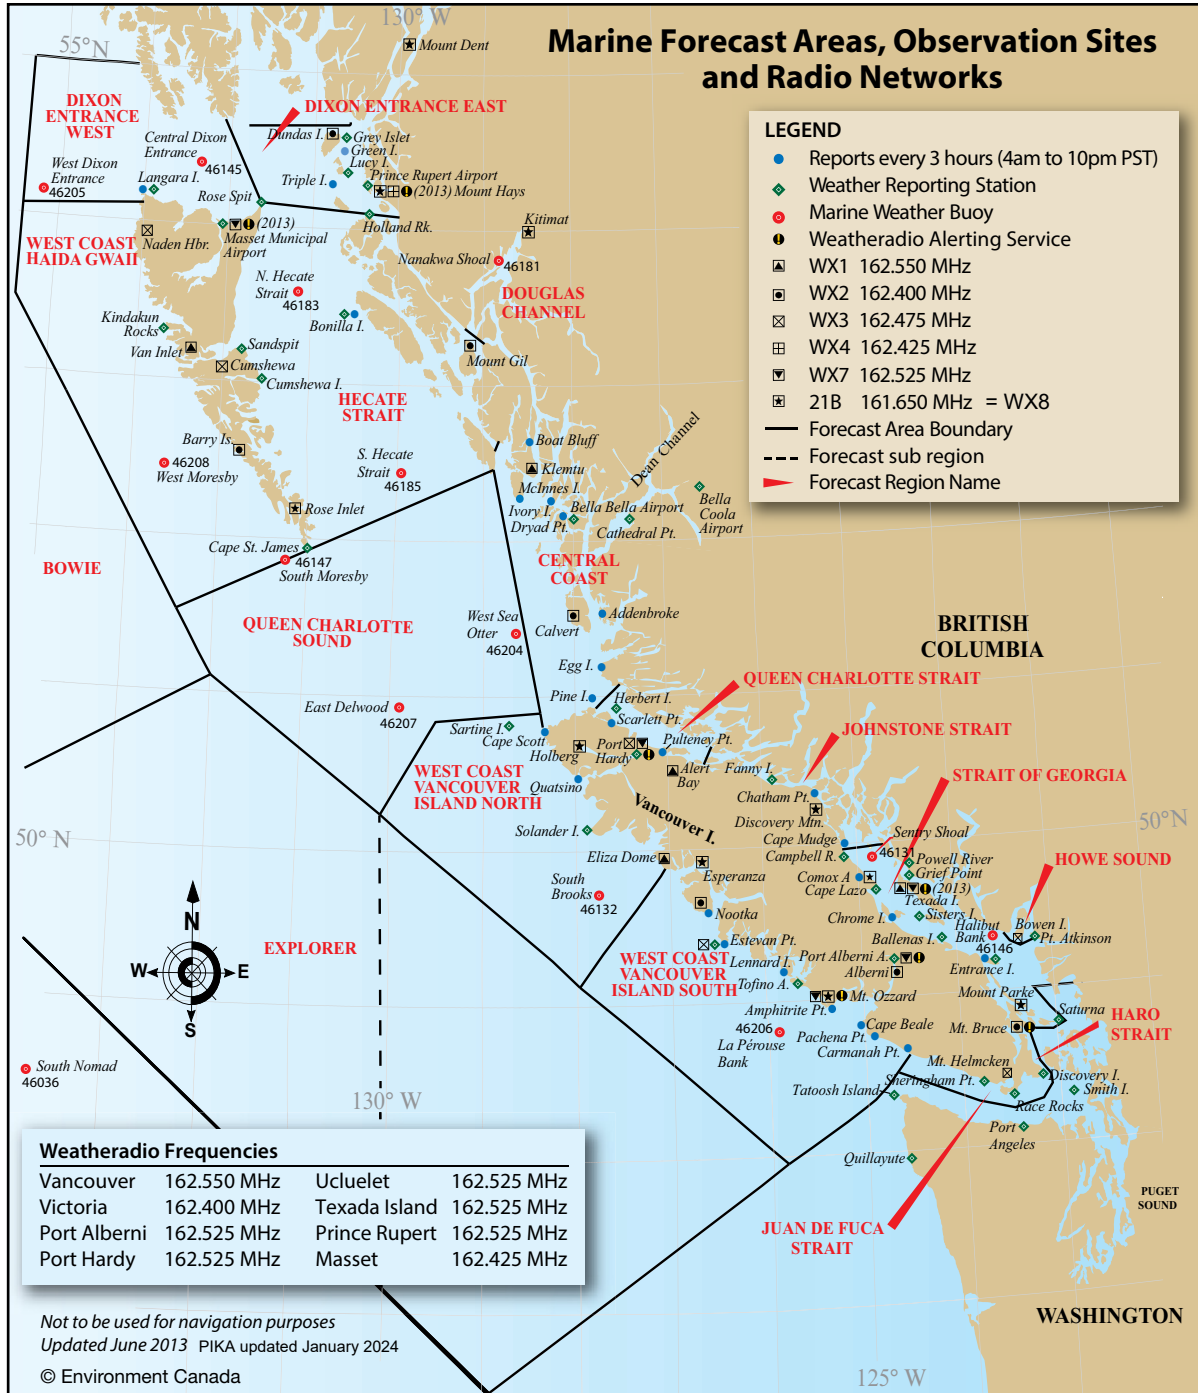 130° W
55° N
Marine Forecast Areas, Observation Sites
and Radio Networks
Mount Dent
LEGEND
Reports every 3 hours (4am to 10pm PST)
Weather Reporting Station
Marine Weather Buoy
Weatheradio Alerting Service
WX1 162.550 MHz
WX2 162.400 MHz
WX3 162.475 MHz
WX4 162.425 MHz
WX7 162.525 MHz
21B 161.650 MHz = WX8
Forecast Area Boundary
Forecast sub region
Forecast Region Name
DIXON
ENTRANCE
WEST
DIXON ENTRANCE EAST
Central Dixon
Entrance
46145
West Dixon
Entrance
46205
Langara I.
Rose Spit
Dundas I.
Grey Islet
Green I.
Lucy I.
Triple I.
Prince Rupert Airport
(2013) Mount Hays
Holland Rk.
Kitimat
Nanakwa Shoal
46181
WEST COAST
HAIDA GWAII
Naden Hbr.
(2013)
Masset Municipal
Airport
N. Hecate
Strait
46183
Bonilla I.
DOUGLAS
CHANNEL
Kindakun
Rocks
Van Inlet
Sandspit
Cumshewa
Cumshewa I.
Mount Gil
HECATE
STRAIT
Barry Is.
46208
West Moresby
S. Hecate
Strait
46185
Rose Inlet
Boat Bluff
Klemtu
McInnes I.
Ivory I.
Dryad Pt.
Bella Bella Airport
Cathedral Pt.
Dean Channel
Bella
Coola
Airport
Cape St. James
46147
South Moresby
BOWIE
CENTRAL
COAST
QUEEN CHARLOTTE
SOUND
West Sea
Otter
46204
Calvert
Addenbroke
BRITISH
COLUMBIA
Egg I.
Pine I.
Herbert I.
Scarlett Pt.
QUEEN CHARLOTTE STRAIT
East Delwood
46207
Sartine I.
Cape Scott
Holberg
Port
Hardy
Pulteney Pt.
Alert
Bay
JOHNSTONE STRAIT
WEST COAST
VANCOUVER
ISLAND NORTH
Quatsino
Fanny I.
Chatham Pt.
STRAIT OF GEORGIA
Vancouver I.
Discovery Mtn.
Solander I.
50° N
50° N
Cape Mudge
Sentry Shoal
46131
Campbell R.
Powell River
Grief Point
HOWE SOUND
Eliza Dome
Esperanza
Comox A
Cape Lazo
(2013)
Texada I.
South
Brooks
46132
Nootka
Chrome I.
Sisters I.
Halibut
Bank
46146
Bowen I.
Pt. Atkinson
Estevan Pt.
Ballenas I.
Entrance I.
EXPLORER
WEST COAST
VANCOUVER
ISLAND SOUTH
Lennard I.
Port Alberni A.
Alberni
Tofino A.
Mt. Ozzard
Amphitrite Pt.
Mount Parke
Saturna
Mt. Bruce
HARO
STRAIT
46206
La Pérouse
Bank
Cape Beale
Pachena Pt.
Carmanah Pt.
Mt. Helmcken
Discovery I.
Sheringham Pt.
Smith I.
Tatoosh Island
Race Rocks
Port
Angeles
Quillayute
N
W
E
S
South Nomad
46036
130° W
JUAN DE FUCA
STRAIT
PUGET
SOUND
WASHINGTON
Weatheradio Frequencies
Vancouver 162.550 MHz Ucluelet 162.525 MHz
Victoria 162.400 MHz Texada Island 162.525 MHz
Port Alberni 162.525 MHz Prince Rupert 162.525 MHz
Port Hardy 162.525 MHz Masset 162.425 MHz
Not to be used for navigation purposes
Updated June 2013 PIKA updated January 2024
© Environment Canada
125° W